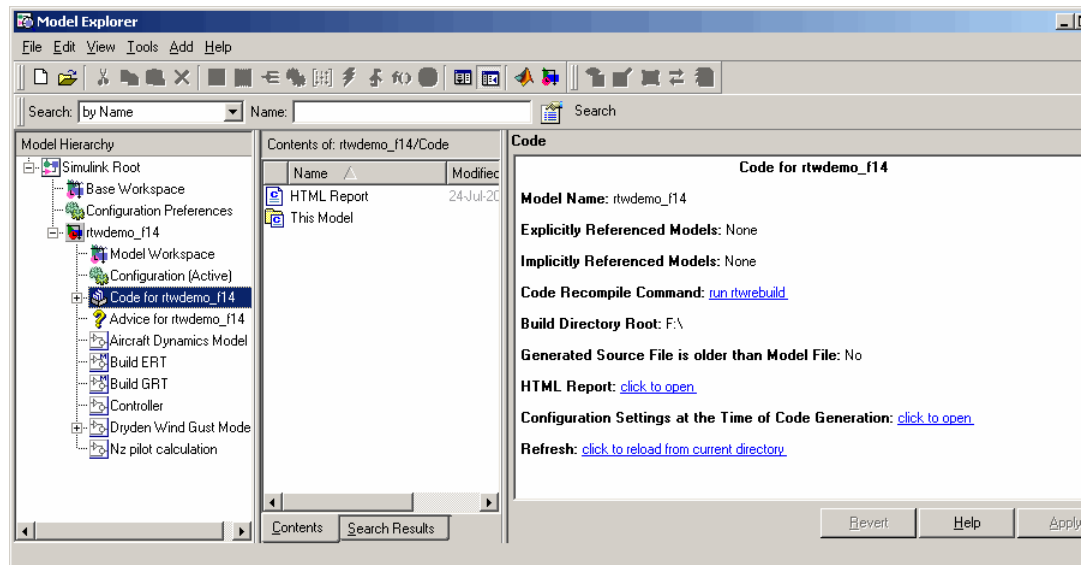 Model Explorer
File Edit View Tools Add Help
Search: by Name Name: Search
Model Hierarchy
Simulink Root
Base Workspace
Configuration Preferences
rtwdemo_f14
Model Workspace
Configuration (Active)
Code for rtwdemo_f14
Advice for rtwdemo_f14
Aircraft Dynamics Model
Build ERT
Build GRT
Controller
Dryden Wind Gust Mode
Nz pilot calculation
Contents of: rtwdemo_f14/Code
Name Modified
HTML Report 24-Jul-20
This Model
Contents Search Results
Code
Code for rtwdemo_f14
Model Name: rtwdemo_f14
Explicitly Referenced Models: None
Implicitly Referenced Models: None
Code Recompile Command: run rtwrebuild
Build Directory Root: F:\
Generated Source File is older than Model File: No
HTML Report: click to open
Configuration Settings at the Time of Code Generation: click to open
Refresh: click to reload from current directory
Revert Help Apply